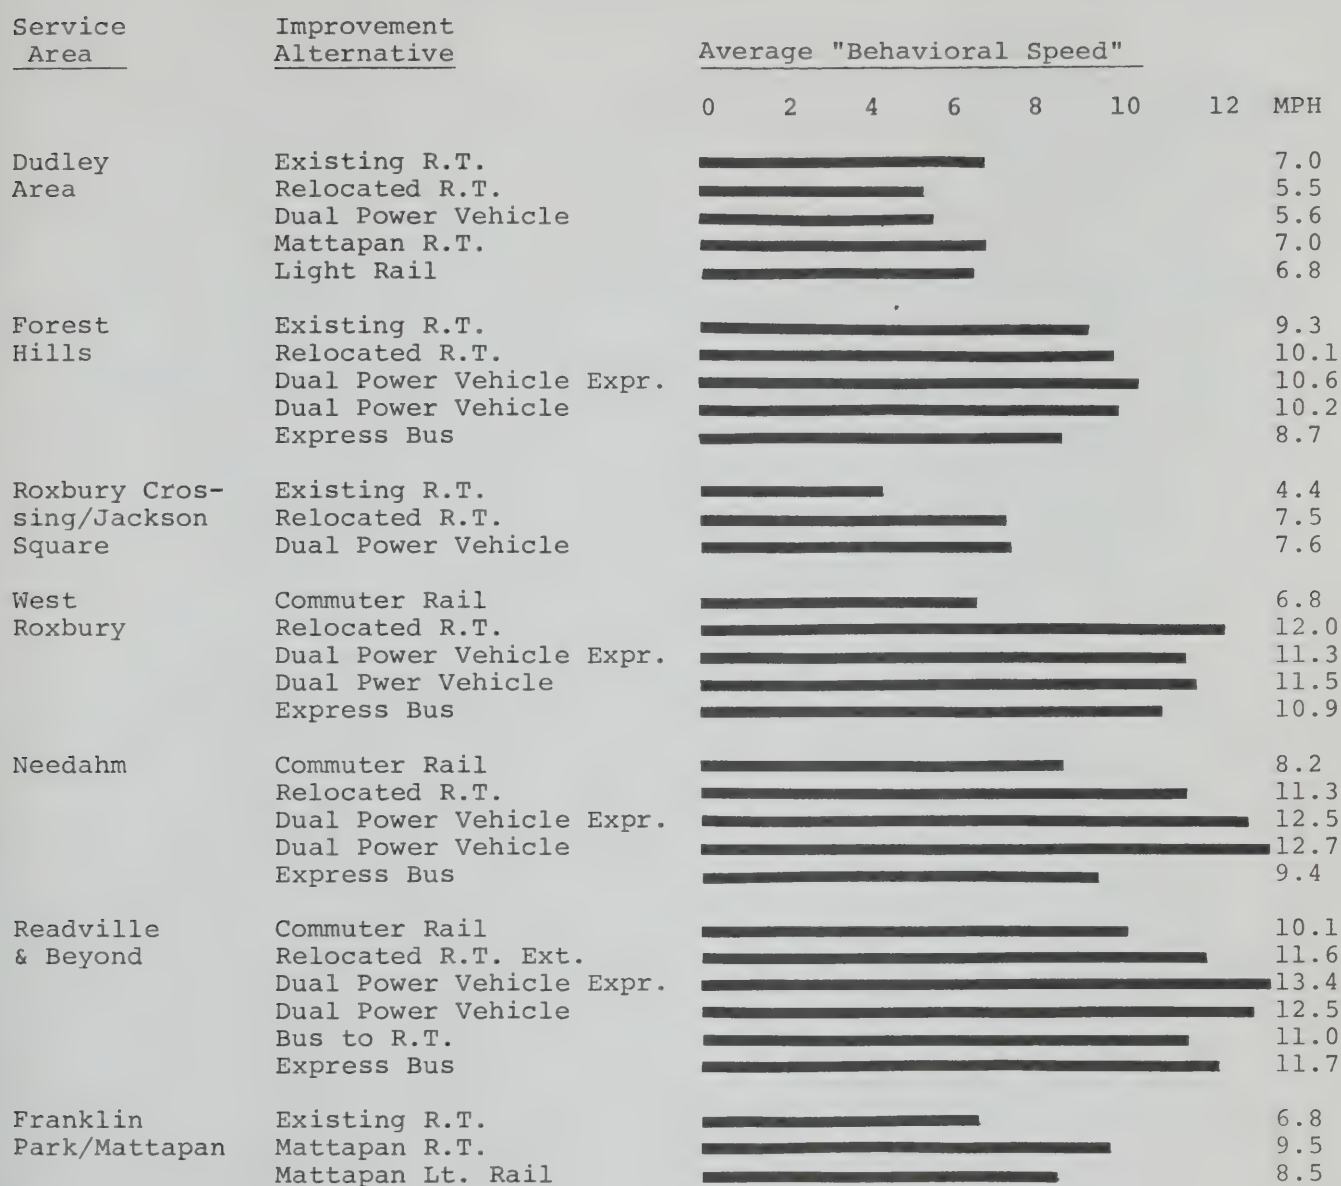 Service Improvement
Area Alternative Average "Behavioral Speed"
0 2 4 6 8 10 12 MPH
Dudley Existing R.T. 7.0
Area Relocated R.T. 5.5
Dual Power Vehicle 5.6
Mattapan R.T. 7.0
Light Rail 6.8
Forest Existing R.T. 9.3
Hills Relocated R.T. 10.1
Dual Power Vehicle Expr. 10.6
Dual Power Vehicle 10.2
Express Bus 8.7
Roxbury Cros- Existing R.T. 4.4
sing/Jackson Relocated R.T. 7.5
Square Dual Power Vehicle 7.6
West Commuter Rail 6.8
Roxbury Relocated R.T. 12.0
Dual Power Vehicle Expr. 11.3
Dual Pwer Vehicle 11.5
Express Bus 10.9
Needahm Commuter Rail 8.2
Relocated R.T. 11.3
Dual Power Vehicle Expr. 12.5
Dual Power Vehicle 12.7
Express Bus 9.4
Readville Commuter Rail 10.1
& Beyond Relocated R.T. Ext. 11.6
Dual Power Vehicle Expr. 13.4
Dual Power Vehicle 12.5
Bus to R.T. 11.0
Express Bus 11.7
Franklin Existing R.T. 6.8
Park/Mattapan Mattapan R.T. 9.5
Mattapan Lt. Rail 8.5